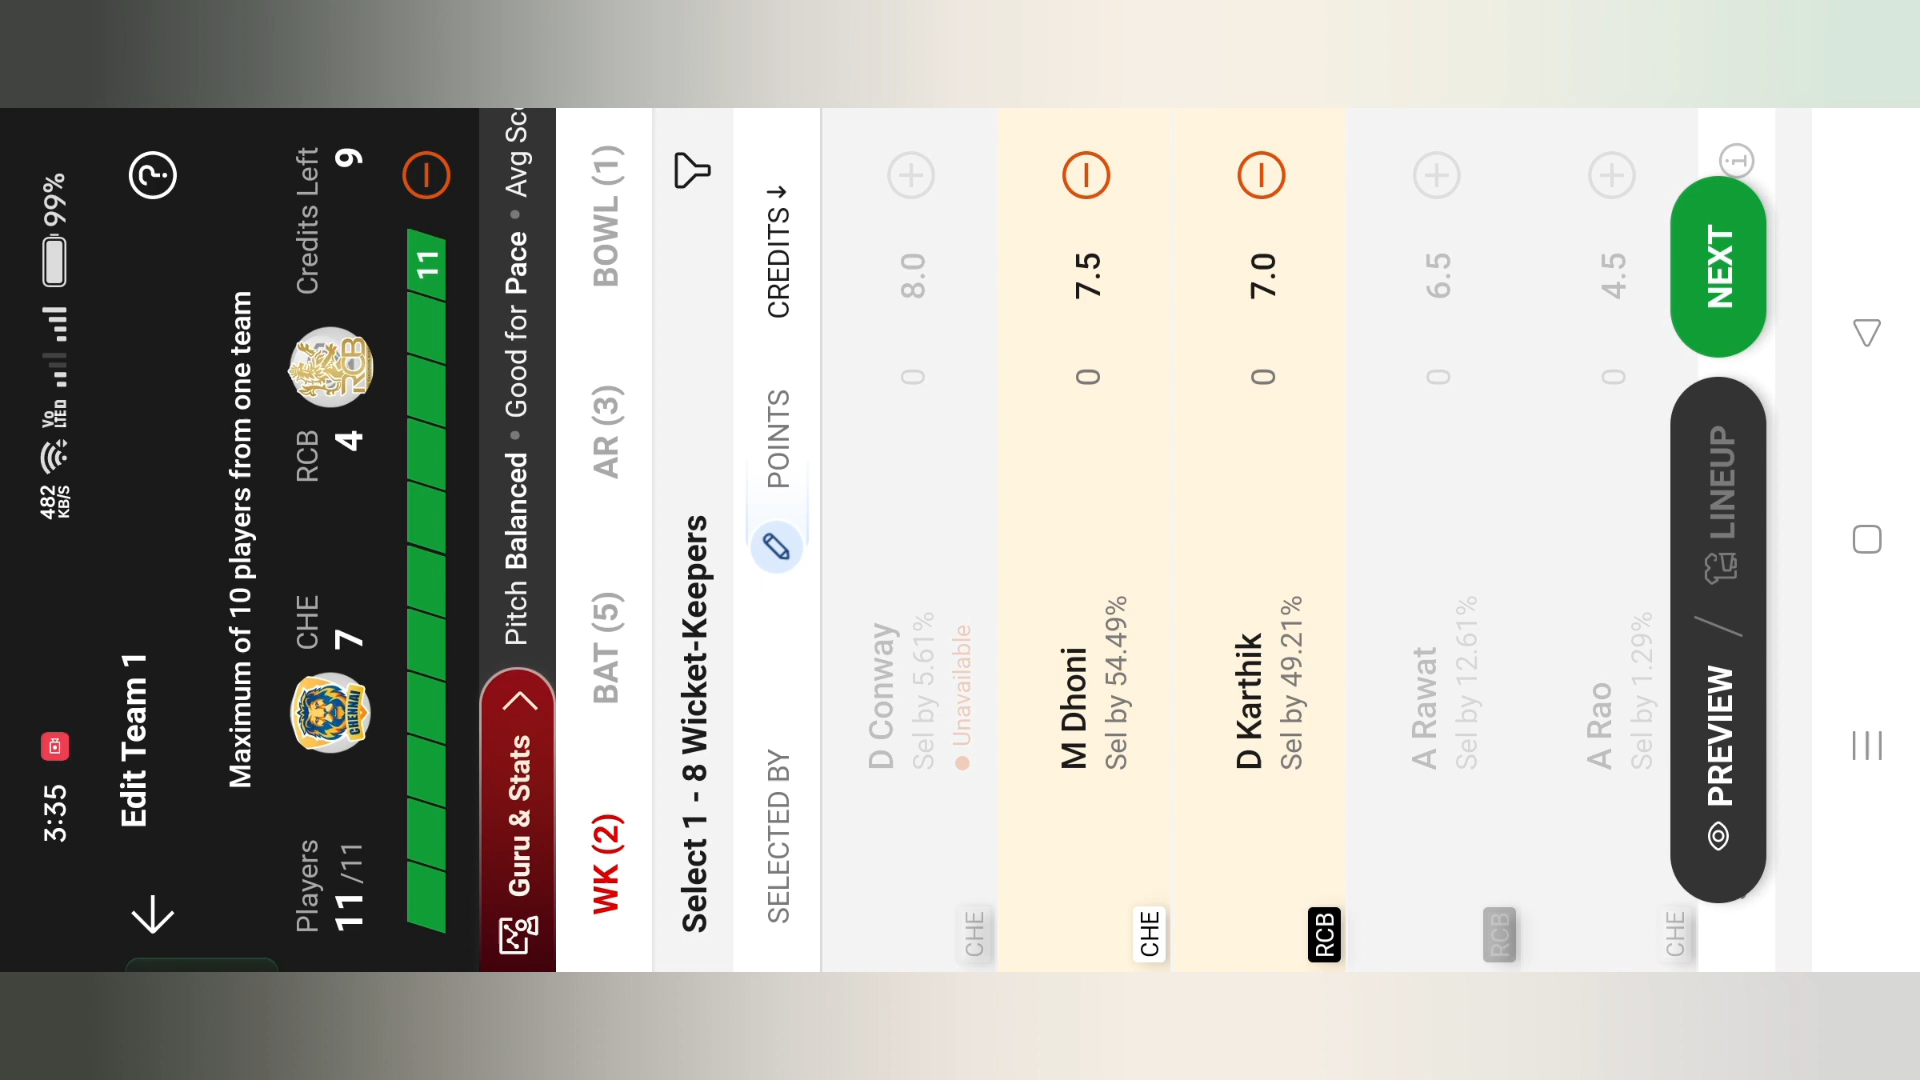 3:35 482 KB/S Vo LTED 99%
Edit Team 1
Maximum of 10 players from one team
Players CHE RCB Credits Left
11/11 7 4 9
CHENNAI RCB
11
Guru & Stats Pitch Balanced • Good for Pace • Avg Sc
WK (2) BAT (5) AR (3) BOWL (1)
Select 1 - 8 Wicket-Keepers
SELECTED BY POINTS CREDITS ↓
D Conway 0 8.0
Sel by 5.61%
Unavailable
CHE
M Dhoni 0 7.5
Sel by 54.49%
CHE
D Karthik 0 7.0
Sel by 49.21%
RCB
A Rawat 0 6.5
Sel by 12.61%
RCB
A Rao 0 4.5
Sel by 1.29%
CHE
PREVIEW / LINEUP NEXT